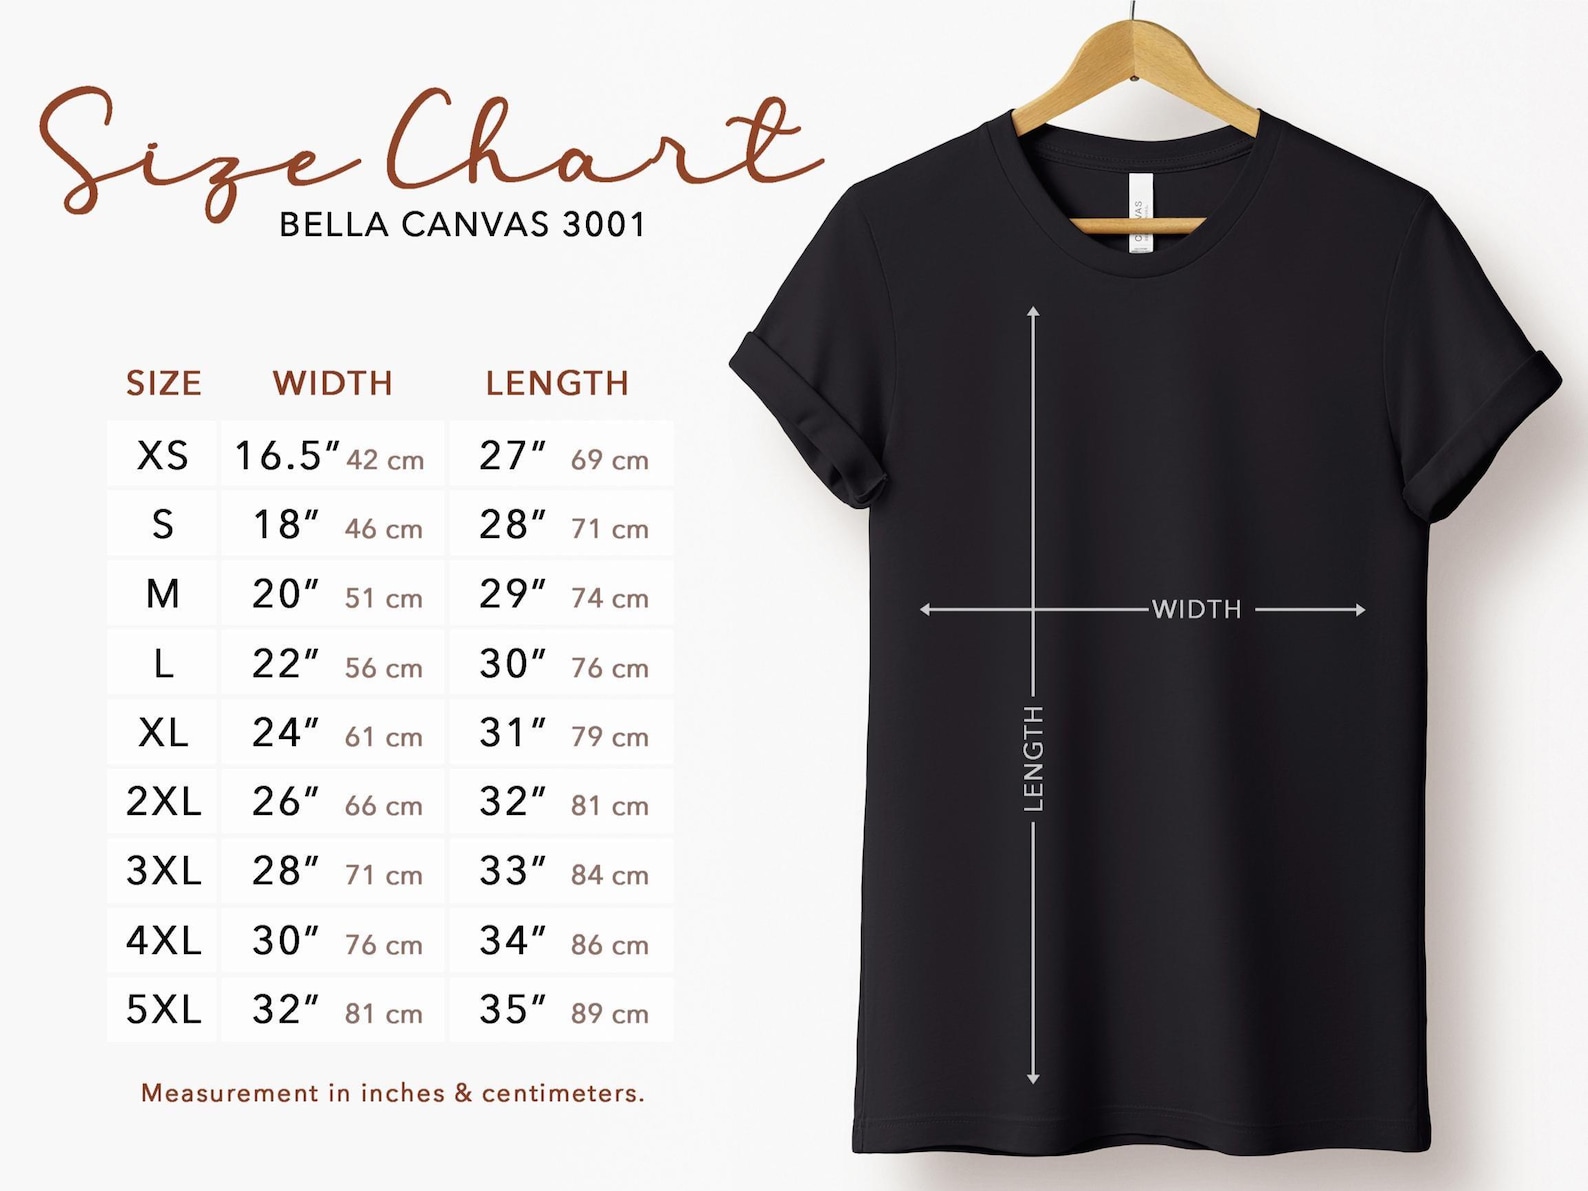 Size Chart
BELLA CANVAS 3001
SIZE WIDTH LENGTH
XS 16.5” 42 cm 27” 69 cm
S 18” 46 cm 28” 71 cm
M 20” 51 cm 29” 74 cm
L 22” 56 cm 30” 76 cm
XL 24” 61 cm 31” 79 cm
2XL 26” 66 cm 32” 81 cm
3XL 28” 71 cm 33” 84 cm
4XL 30” 76 cm 34” 86 cm
5XL 32” 81 cm 35” 89 cm
Measurement in inches & centimeters.
WIDTH
LENGTH